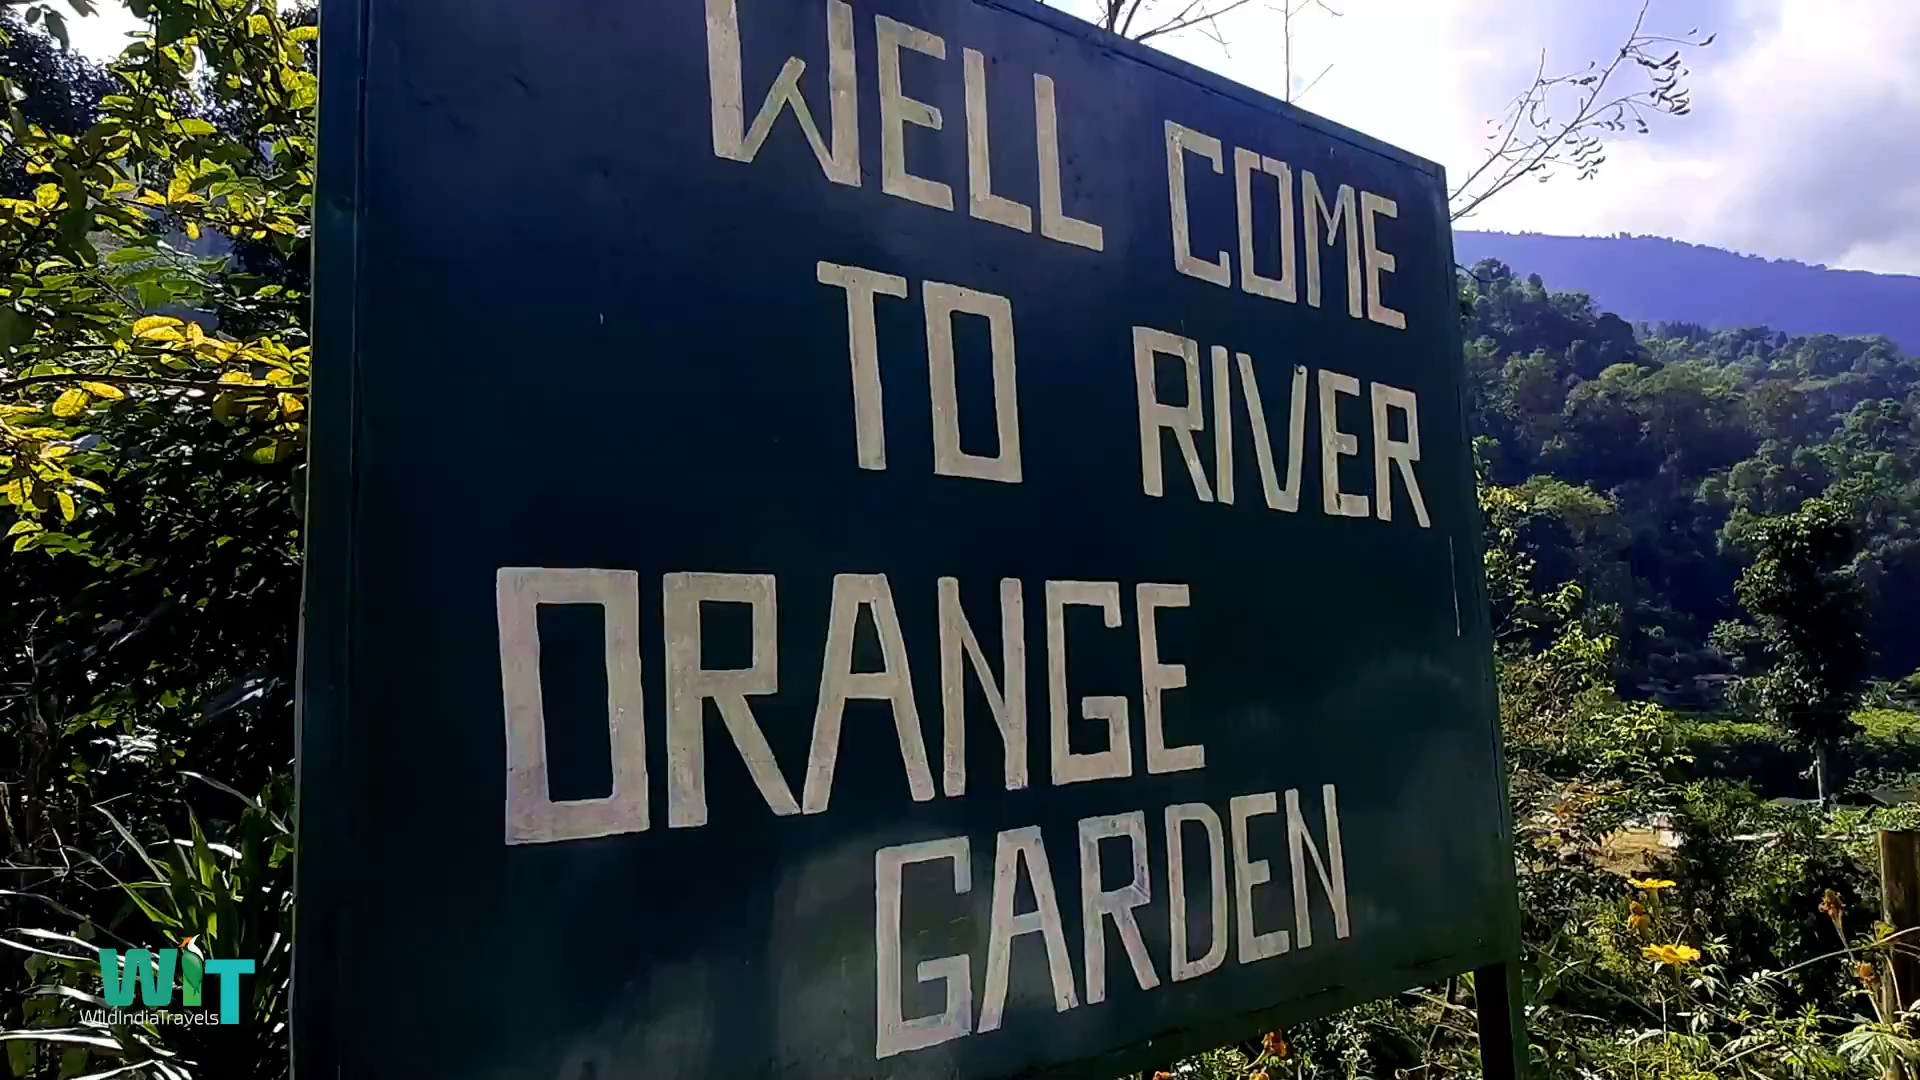 WELL COME
TO RIVER
ORANGE
GARDEN
WiT
WildIndiaTravels